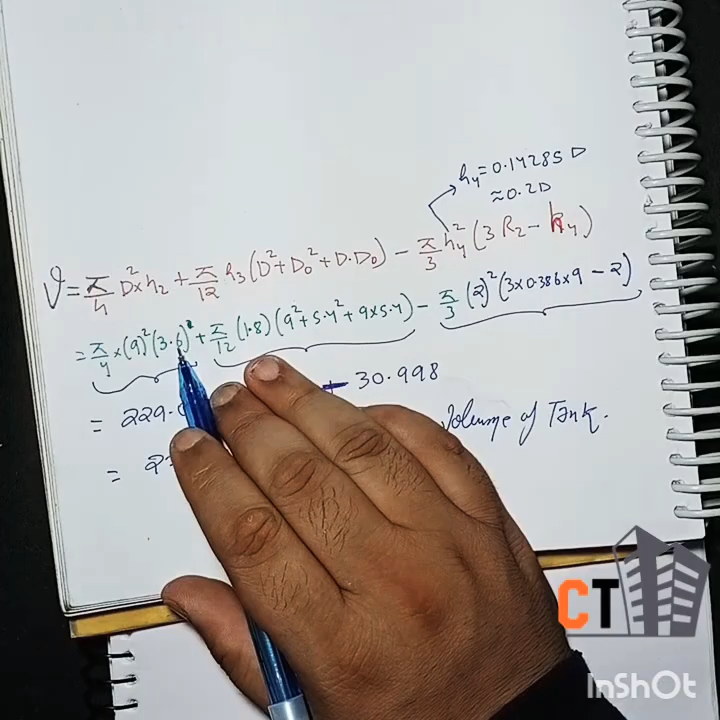 h₄ = 0.14285 D
≈ 0.2D
V = π/4 D² × h₂ + π/12 h₃ (D² + D₀² + D·D₀) − π/3 h₄² (3R₂ − h₄)
= π/4 × (9)² (3.6) + π/12 (1.8) (9² + 5.4² + 9×5.4) − π/3 (2)² (3×0.386×9 − 2)
= 229. 30.998
Volume of Tank.
= 2
CT
InShOt